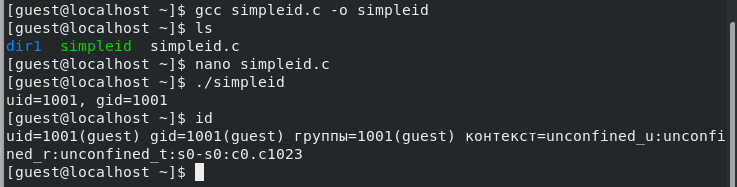 [guest@localhost ~]$ gcc simpleid.c -o simpleid
[guest@localhost ~]$ ls
dir1  simpleid  simpleid.c
[guest@localhost ~]$ nano simpleid.c
[guest@localhost ~]$ ./simpleid
uid=1001, gid=1001
[guest@localhost ~]$ id
uid=1001(guest) gid=1001(guest) группы=1001(guest) контекст=unconfined_u:unconfi
ned_r:unconfined_t:s0-s0:c0.c1023
[guest@localhost ~]$